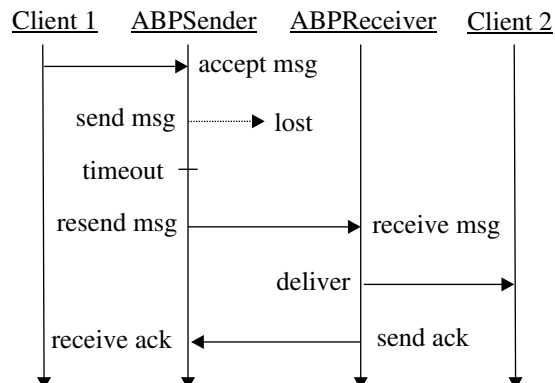 Client 1 ABPSender ABPReceiver Client 2
accept msg
send msg lost
timeout
resend msg receive msg
deliver
receive ack send ack